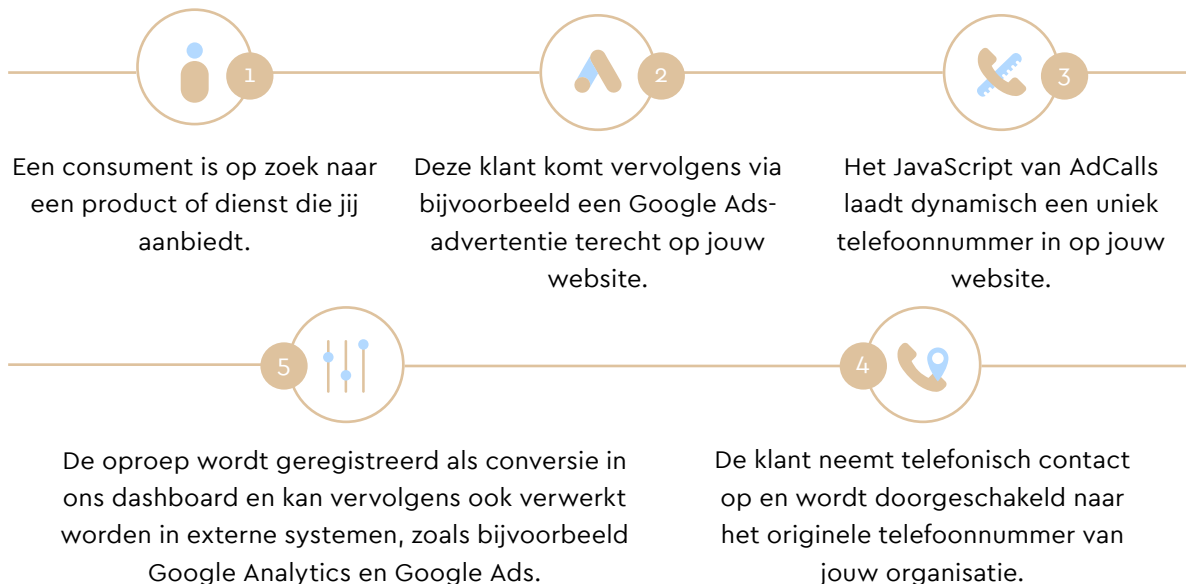 1
Een consument is op zoek naar
een product of dienst die jij
aanbiedt.
2
Deze klant komt vervolgens via
bijvoorbeeld een Google Ads-
advertentie terecht op jouw
website.
3
Het JavaScript van AdCalls
laadt dynamisch een uniek
telefoonnummer in op jouw
website.
4
De klant neemt telefonisch contact
op en wordt doorgeschakeld naar
het originele telefoonnummer van
jouw organisatie.
5
De oproep wordt geregistreerd als conversie in
ons dashboard en kan vervolgens ook verwerkt
worden in externe systemen, zoals bijvoorbeeld
Google Analytics en Google Ads.